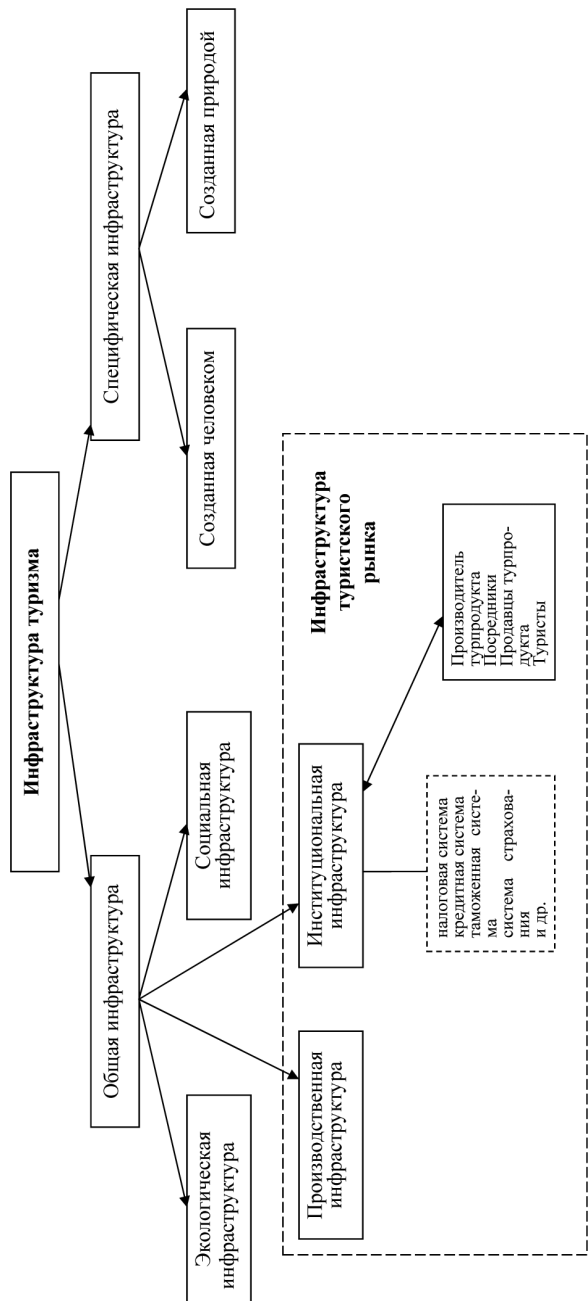 Инфраструктура туризма
Общая инфраструктура
Специфическая инфраструктура
Экологическая
инфраструктура
Социальная
инфраструктура
Созданная человеком
Созданная природой
Производственная
инфраструктура
Институциональная
инфраструктура
Инфраструктура
туристского
рынка
налоговая система
кредитная система
таможенная систе-
ма
система страхова-
ния
и др.
Производитель
турпродукта
Посредники
Продавцы турпро-
дукта
Туристы